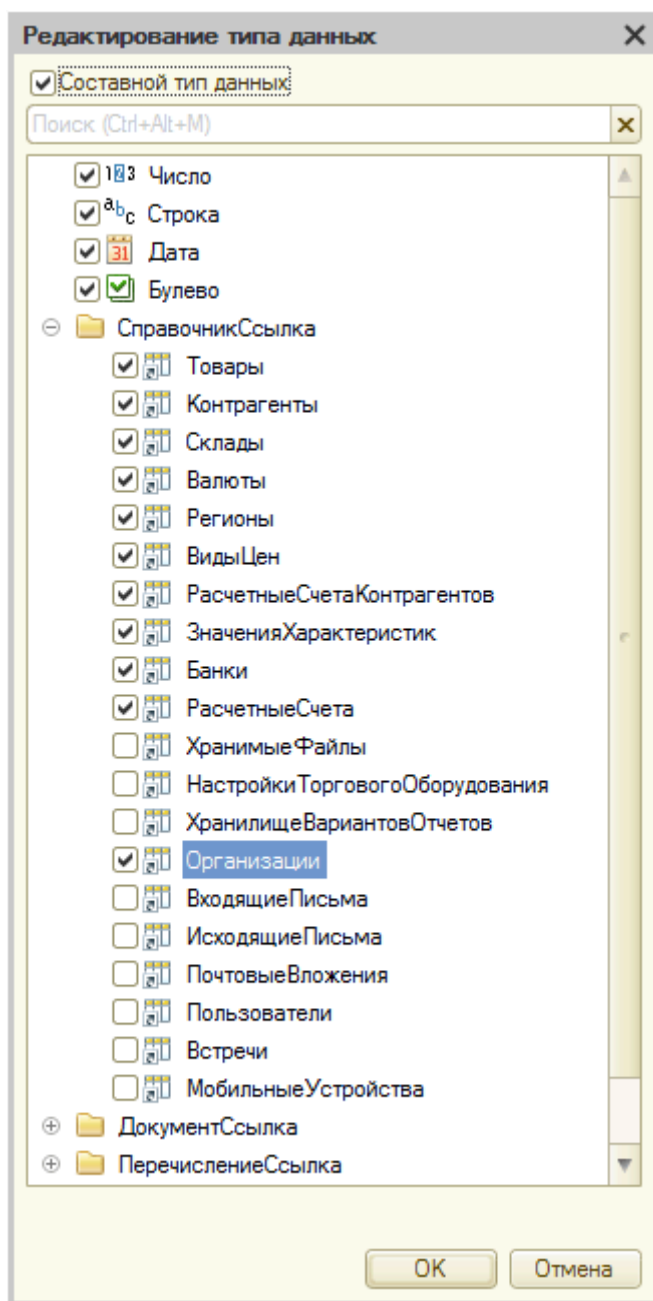 Редактирование типа данных
Составной тип данных
Поиск (Ctrl+Alt+M)
123 Число
abc Строка
31 Дата
Булево
СправочникСсылка
Товары
Контрагенты
Склады
Валюты
Регионы
ВидыЦен
РасчетныеСчетаКонтрагентов
ЗначенияХарактеристик
Банки
РасчетныеСчета
ХранимыеФайлы
НастройкиТорговогоОборудования
ХранилищеВариантовОтчетов
Организации
ВходящиеПисьма
ИсходящиеПисьма
ПочтовыеВложения
Пользователи
Встречи
МобильныеУстройства
ДокументСсылка
ПеречислениеСсылка
OK Отмена